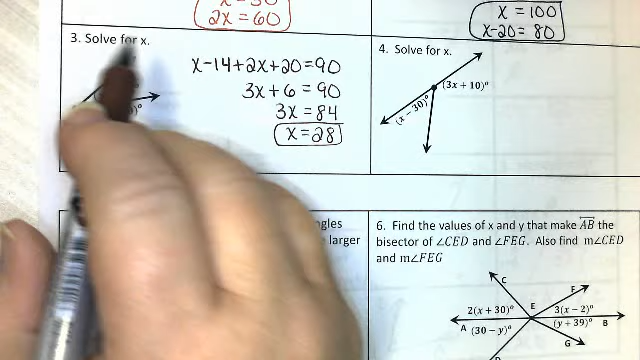 2x = 60
x = 100
x-20 = 80
3. Solve for x.
x-14+2x+20=90
3x+6=90
3x=84
x=28
4. Solve for x.
(3x + 10)°
(x − 30)°
ngles
larger
6. Find the values of x and y that make AB the
bisector of ∠CED and ∠FEG. Also find m∠CED
and m∠FEG
C
F
E
2(x + 30)°
3(x − 2)°
A
B
(30 − y)°
(y + 39)°
G